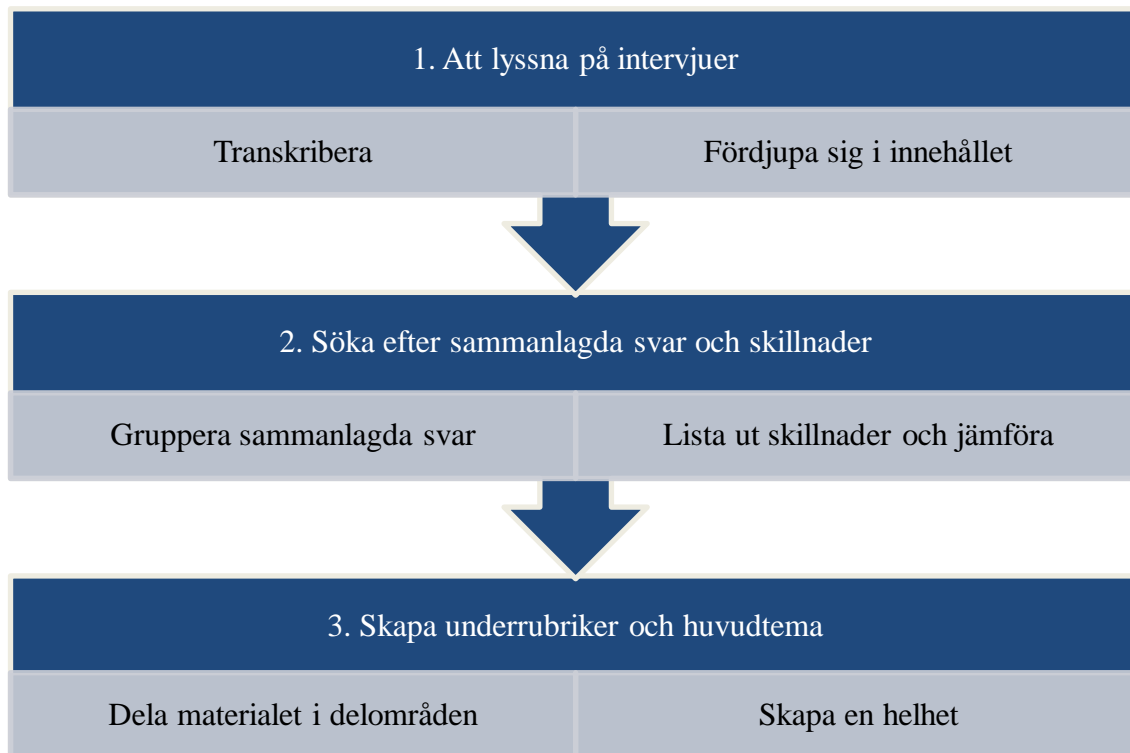 1. Att lyssna på intervjuer
Transkribera
Fördjupa sig i innehållet
2. Söka efter sammanlagda svar och skillnader
Gruppera sammanlagda svar
Lista ut skillnader och jämföra
3. Skapa underrubriker och huvudtema
Dela materialet i delområden
Skapa en helhet